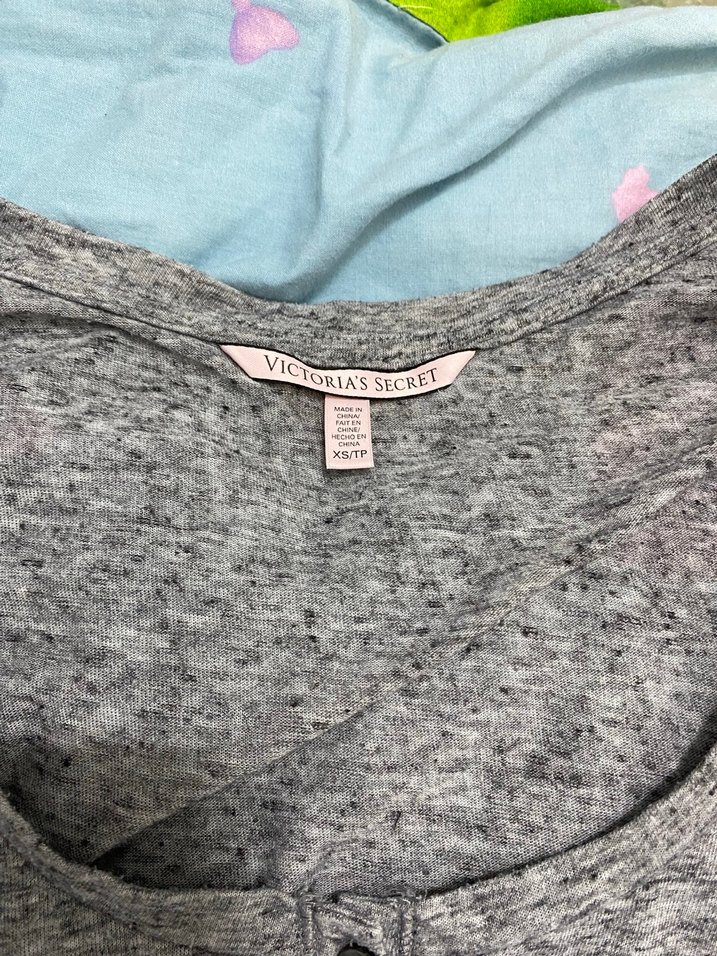 VICTORIA'S SECRET
MADE IN
CHINA/
FAIT EN
CHINE/
HECHO EN
CHINA
XS/TP